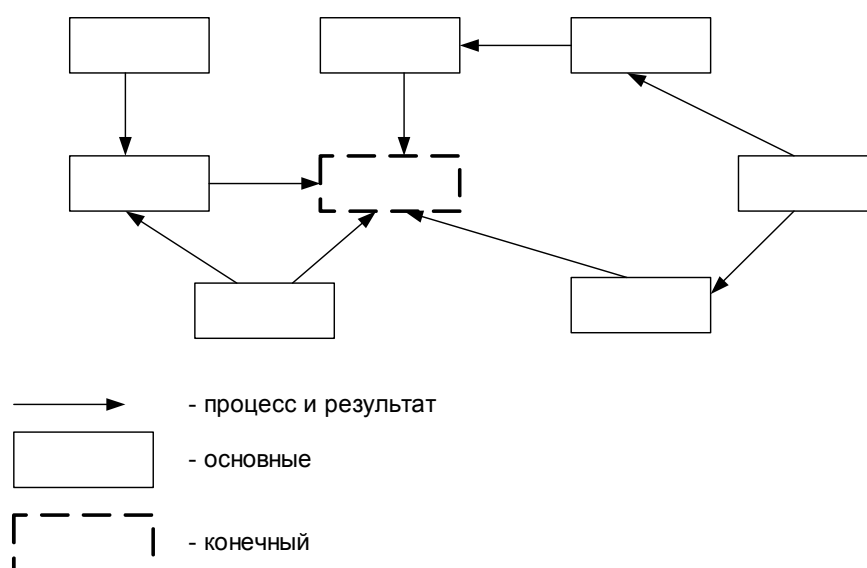 - процесс и результат
- основные
- конечный